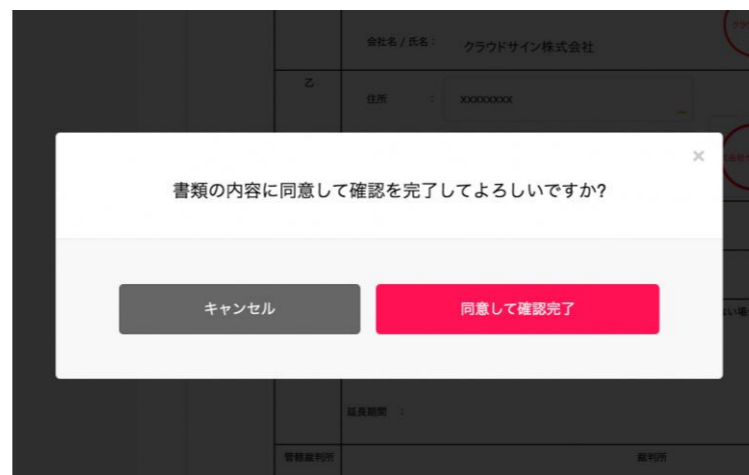 会社名 / 氏名 : クラウドサイン株式会社
乙
住所 : xxxxxxxx
×
書類の内容に同意して確認を完了してよろしいですか?
キャンセル
同意して確認完了
延長期間 :
管轄裁判所 裁判所